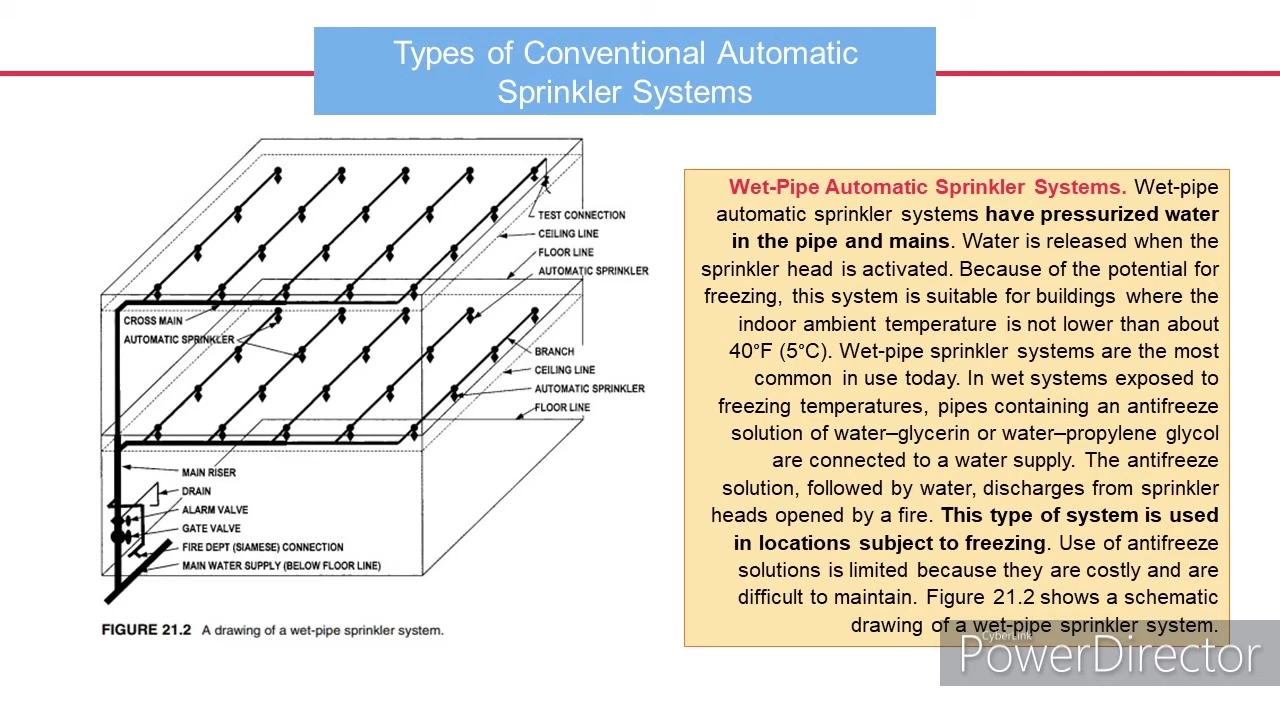 Types of Conventional Automatic
Sprinkler Systems
TEST CONNECTION
CEILING LINE
FLOOR LINE
AUTOMATIC SPRINKLER
CROSS MAIN
AUTOMATIC SPRINKLER
BRANCH
CEILING LINE
AUTOMATIC SPRINKLER
FLOOR LINE
MAIN RISER
DRAIN
ALARM VALVE
GATE VALVE
FIRE DEPT (SIAMESE) CONNECTION
MAIN WATER SUPPLY (BELOW FLOOR LINE)
FIGURE 21.2 A drawing of a wet-pipe sprinkler system.
Wet-Pipe Automatic Sprinkler Systems. Wet-pipe
automatic sprinkler systems have pressurized water
in the pipe and mains. Water is released when the
sprinkler head is activated. Because of the potential for
freezing, this system is suitable for buildings where the
indoor ambient temperature is not lower than about
40°F (5°C). Wet-pipe sprinkler systems are the most
common in use today. In wet systems exposed to
freezing temperatures, pipes containing an antifreeze
solution of water–glycerin or water–propylene glycol
are connected to a water supply. The antifreeze
solution, followed by water, discharges from sprinkler
heads opened by a fire. This type of system is used
in locations subject to freezing. Use of antifreeze
solutions is limited because they are costly and are
difficult to maintain. Figure 21.2 shows a schematic
drawing of a wet-pipe sprinkler system.
CyberLink
PowerDirector